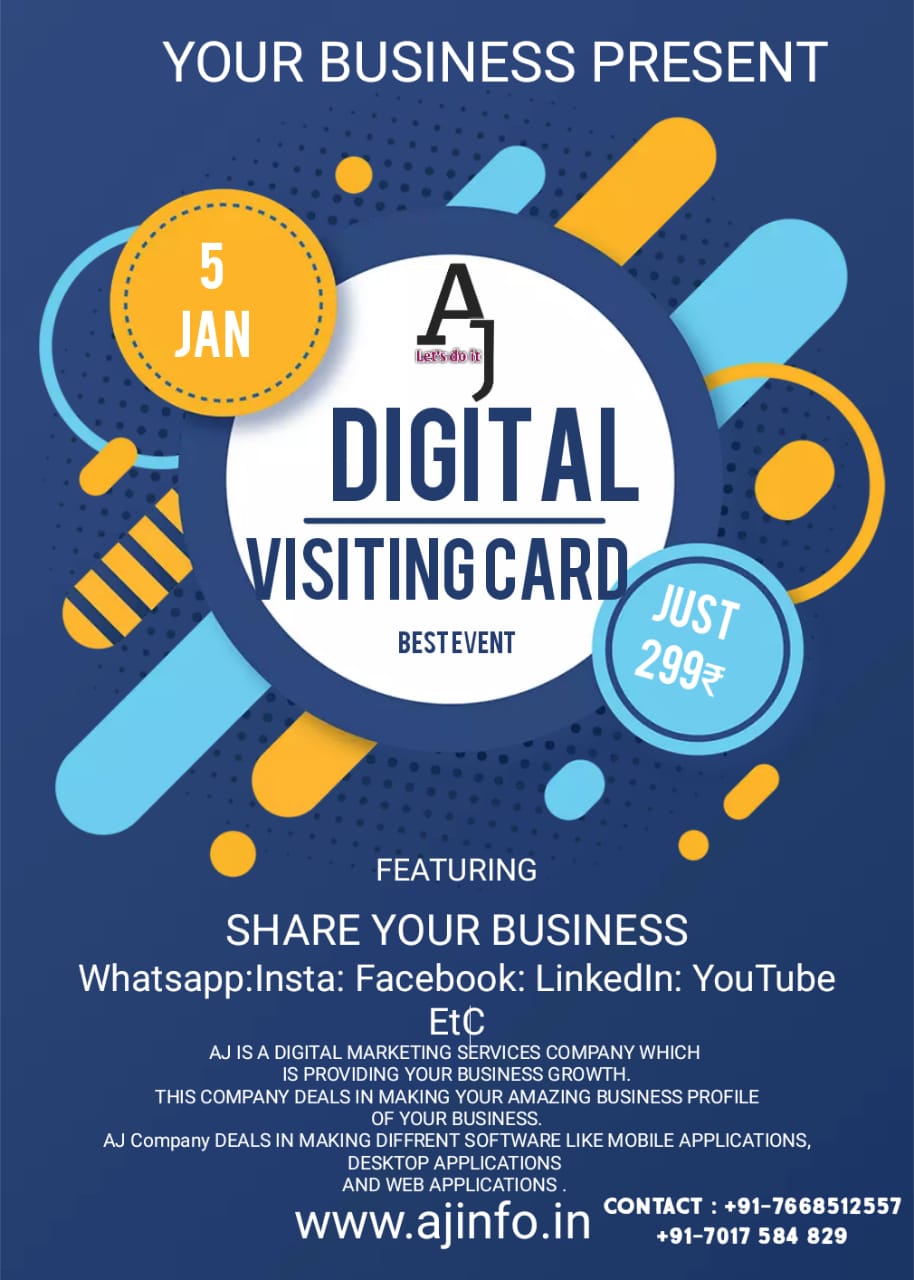 YOUR BUSINESS PRESENT
5
JAN
AJ
Let's do it
DIGITAL
VISITING CARD
BEST EVENT
JUST
299₹
FEATURING
SHARE YOUR BUSINESS
Whatsapp:Insta: Facebook: LinkedIn: YouTube
EtC
AJ IS A DIGITAL MARKETING SERVICES COMPANY WHICH
IS PROVIDING YOUR BUSINESS GROWTH.
THIS COMPANY DEALS IN MAKING YOUR AMAZING BUSINESS PROFILE
OF YOUR BUSINESS.
AJ Company DEALS IN MAKING DIFFRENT SOFTWARE LIKE MOBILE APPLICATIONS,
DESKTOP APPLICATIONS
AND WEB APPLICATIONS .
www.ajinfo.in
CONTACT : +91-7668512557
+91-7017 584 829